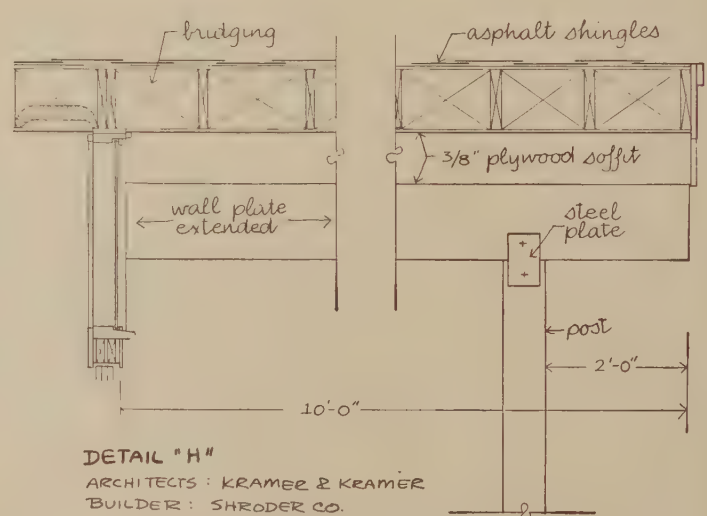 bridging
asphalt shingles
3/8" plywood soffit
wall plate
extended
steel
plate
post
2'-0"
10'-0"
DETAIL "H"
ARCHITECTS: KRAMER & KRAMER
BUILDER: SHRODER CO.